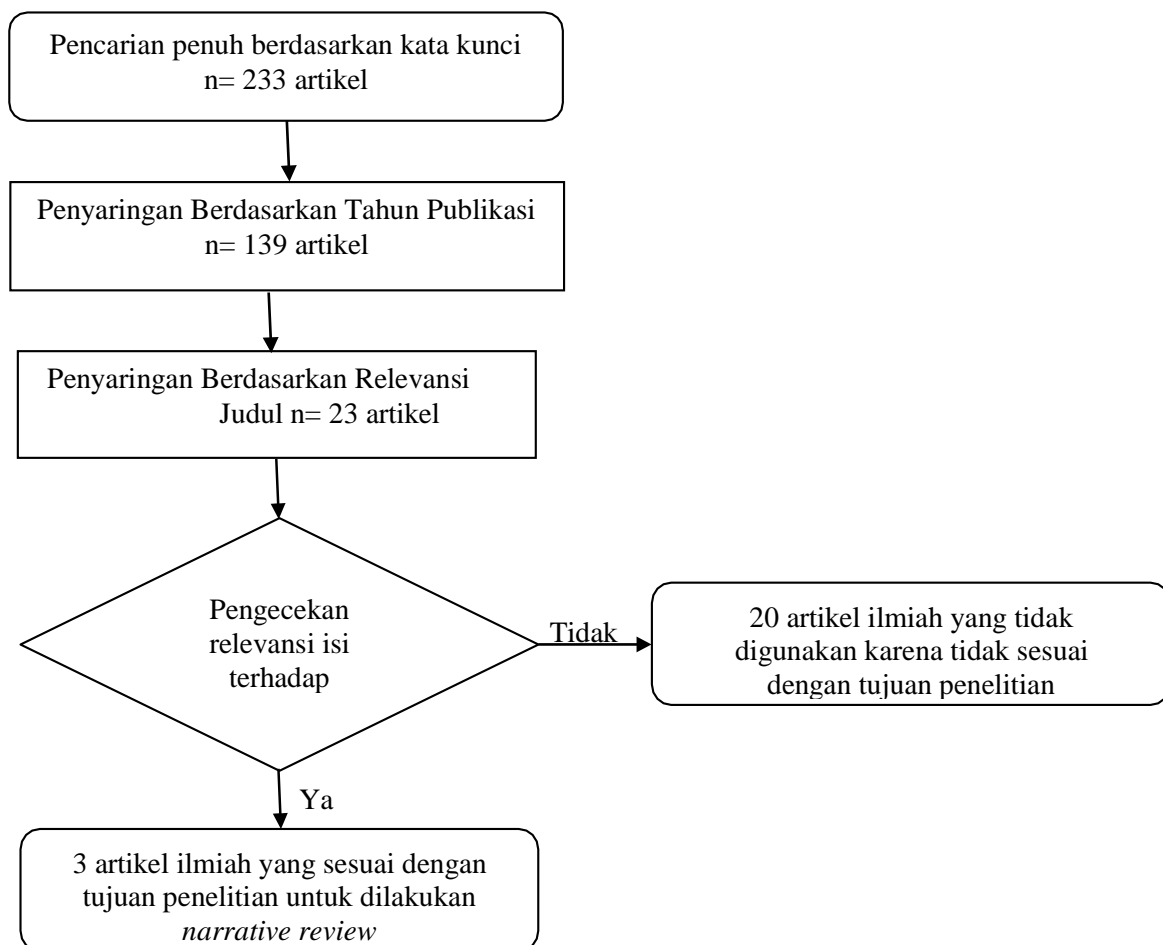 Pencarian penuh berdasarkan kata kunci
n= 233 artikel
Penyaringan Berdasarkan Tahun Publikasi
n= 139 artikel
Penyaringan Berdasarkan Relevansi
Judul n= 23 artikel
Pengecekan
relevansi isi
terhadap
Tidak
20 artikel ilmiah yang tidak
digunakan karena tidak sesuai
dengan tujuan penelitian
Ya
3 artikel ilmiah yang sesuai dengan
tujuan penelitian untuk dilakukan
narrative review